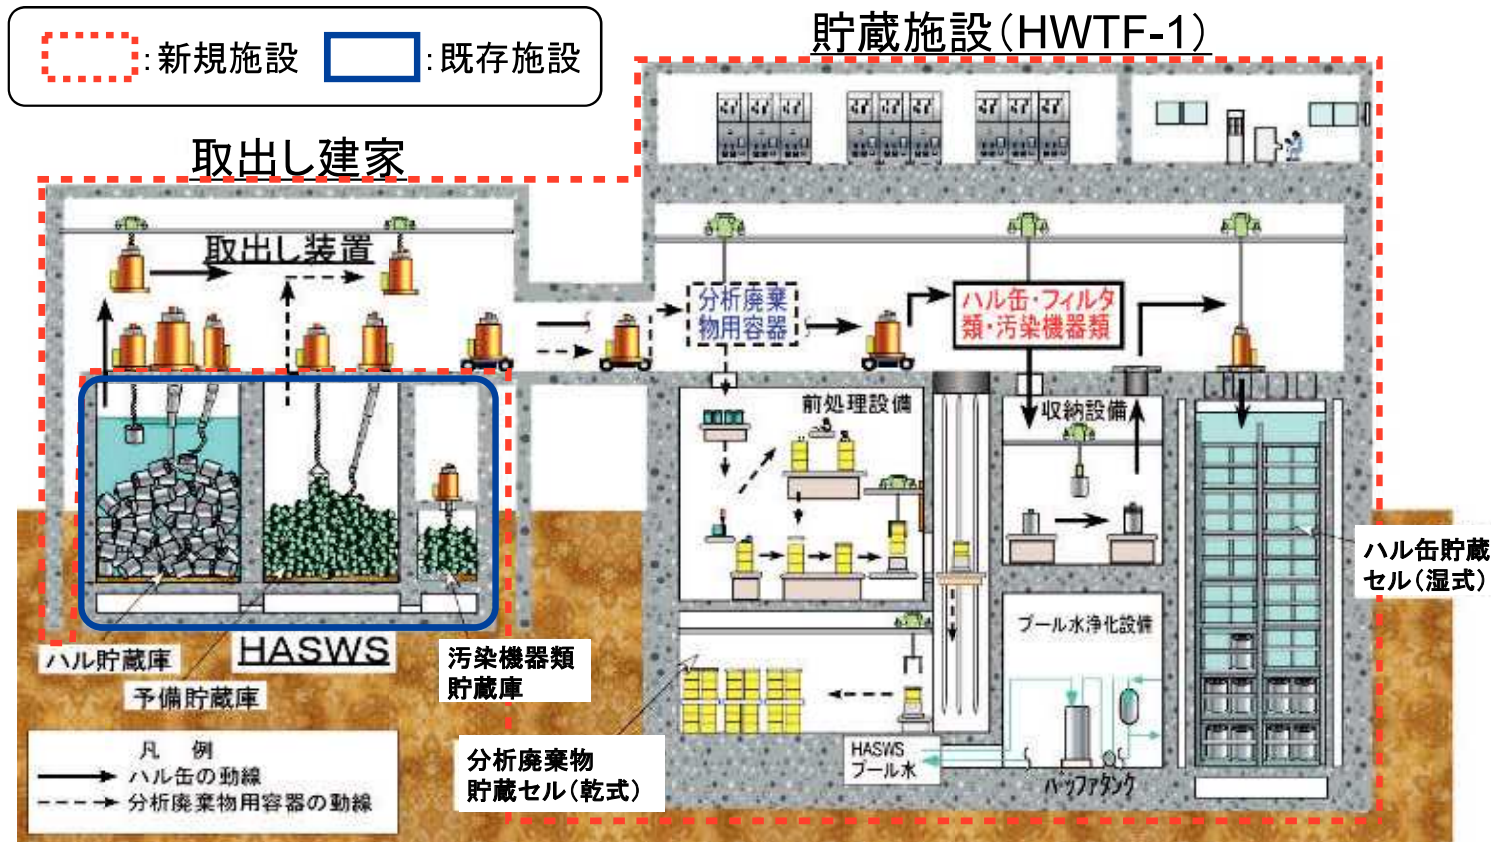 :新規施設
:既存施設
貯蔵施設(HWTF-1)
取出し建家
取出し装置
分析廃棄
物用容器
ハル缶・フィルタ
類・汚染機器類
前処理設備
収納設備
ハル缶貯蔵
セル(湿式)
プール水浄化設備
HASWS
ハル貯蔵庫
予備貯蔵庫
汚染機器類
貯蔵庫
分析廃棄物
貯蔵セル(乾式)
HASWS
プール水
バッファタンク
凡 例
ハル缶の動線
分析廃棄物用容器の動線